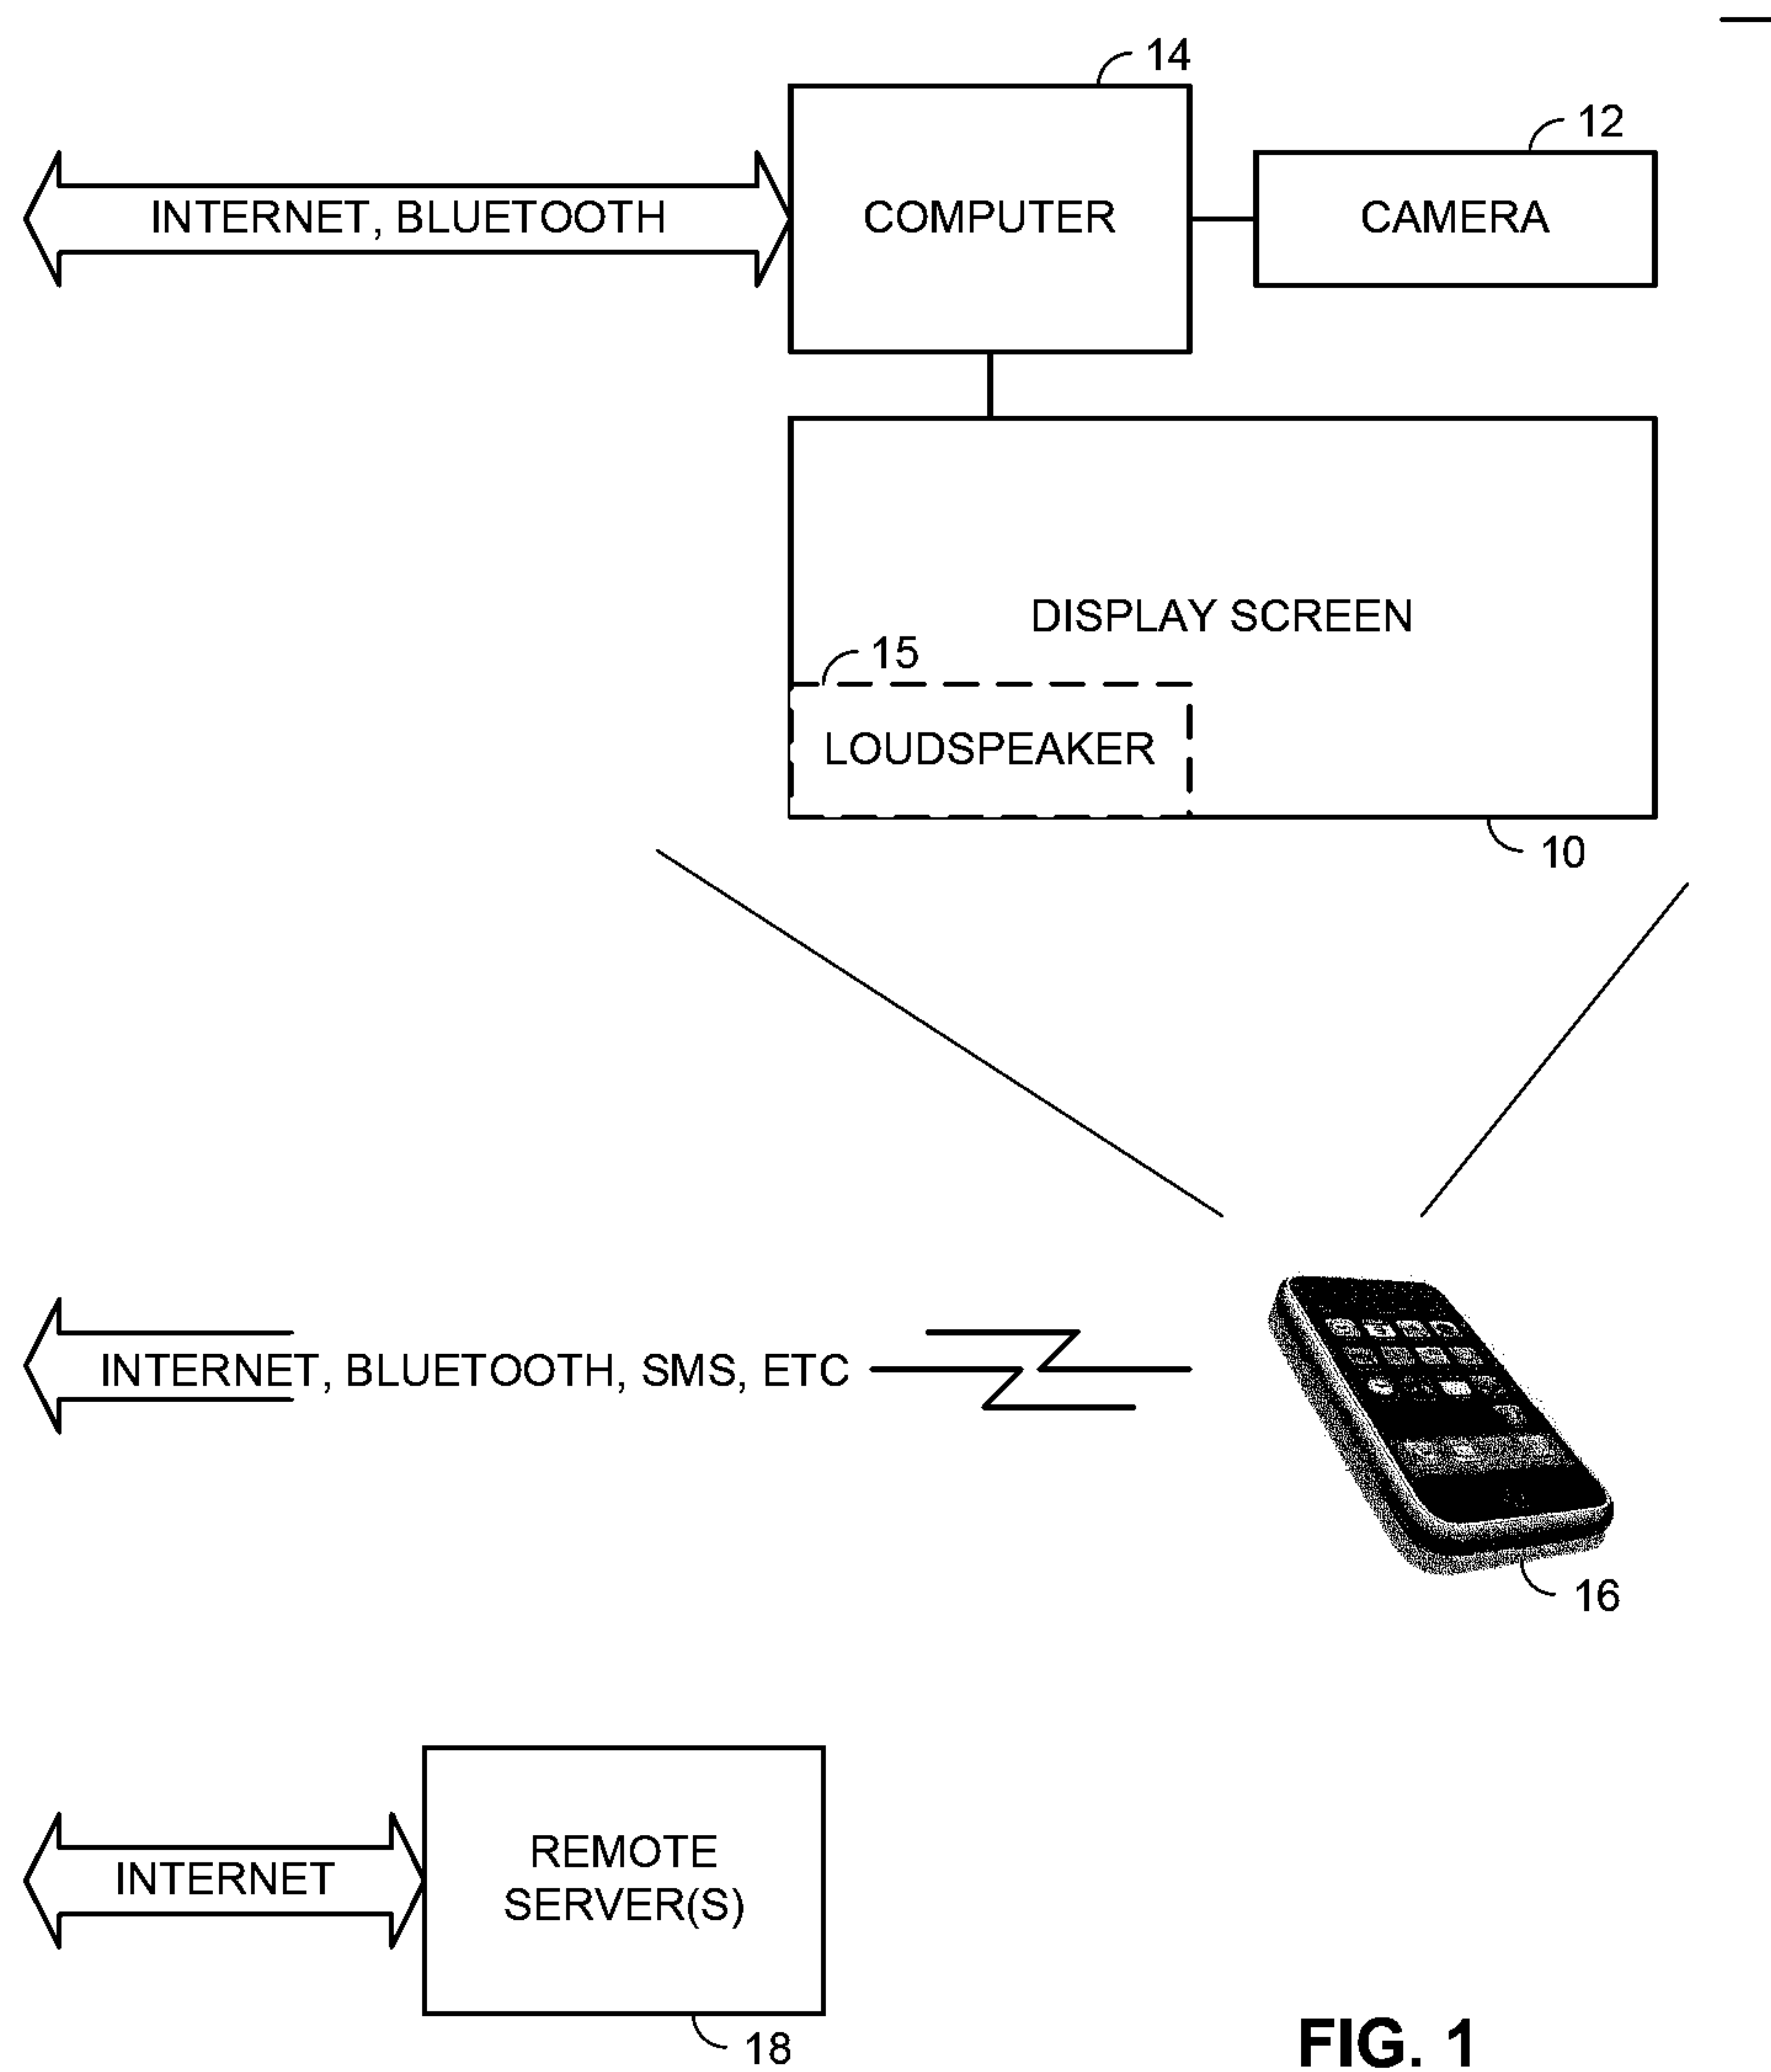 14
12
INTERNET, BLUETOOTH
COMPUTER
CAMERA
DISPLAY SCREEN
15
LOUDSPEAKER
10
INTERNET, BLUETOOTH, SMS, ETC
16
REMOTE
SERVER(S)
INTERNET
18
FIG. 1